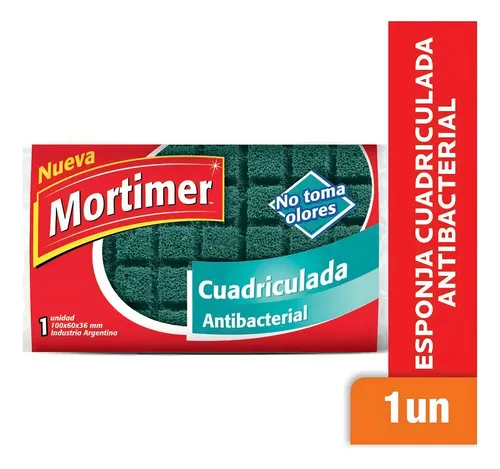 Nueva
Mortimer
No toma
olores
Cuadriculada
Antibacterial
1 unidad
100x60x36 mm
Industria Argentina
ESPONJA CUADRICULADA
ANTIBACTERIAL
1un